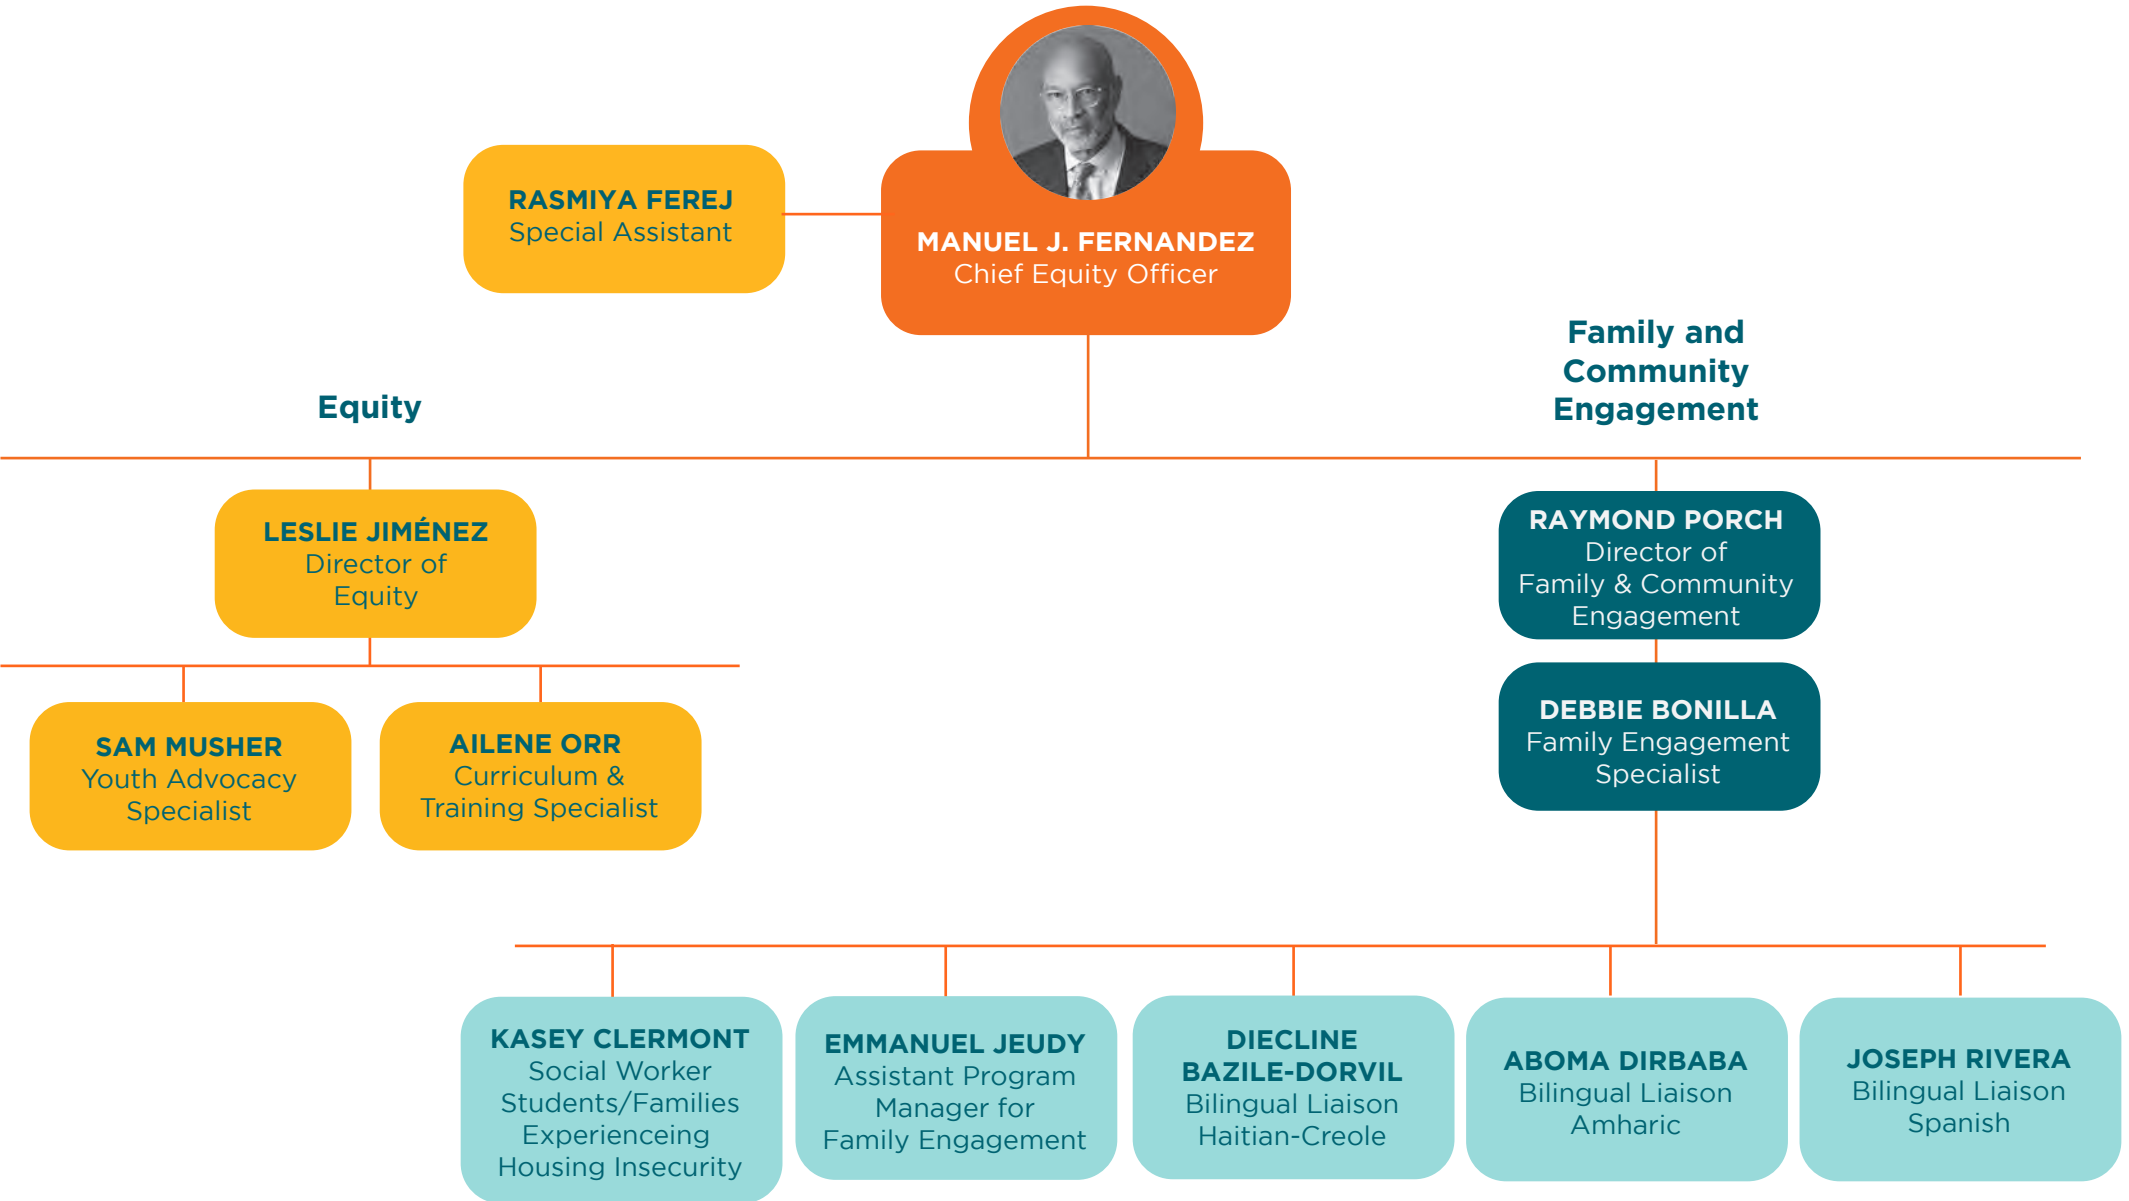 RASMIYA FEREJ
Special Assistant
MANUEL J. FERNANDEZ
Chief Equity Officer
Equity
Family and
Community
Engagement
LESLIE JIMÉNEZ
Director of
Equity
RAYMOND PORCH
Director of
Family & Community
Engagement
SAM MUSHER
Youth Advocacy
Specialist
AILENE ORR
Curriculum &
Training Specialist
DEBBIE BONILLA
Family Engagement
Specialist
KASEY CLERMONT
Social Worker
Students/Families
Experienceing
Housing Insecurity
EMMANUEL JEUDY
Assistant Program
Manager for
Family Engagement
DIECLINE
BAZILE-DORVIL
Bilingual Liaison
Haitian-Creole
ABOMA DIRBABA
Bilingual Liaison
Amharic
JOSEPH RIVERA
Bilingual Liaison
Spanish